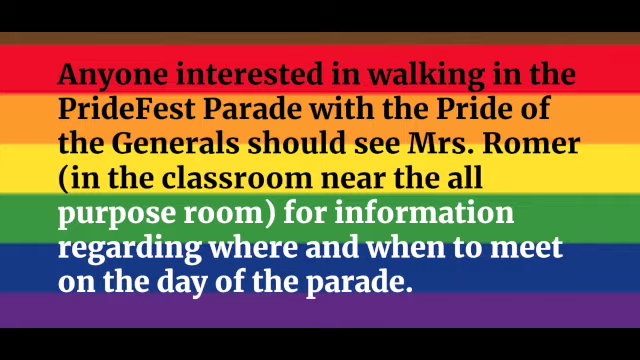 Anyone interested in walking in the
PrideFest Parade with the Pride of
the Generals should see Mrs. Romer
(in the classroom near the all
purpose room) for information
regarding where and when to meet
on the day of the parade.